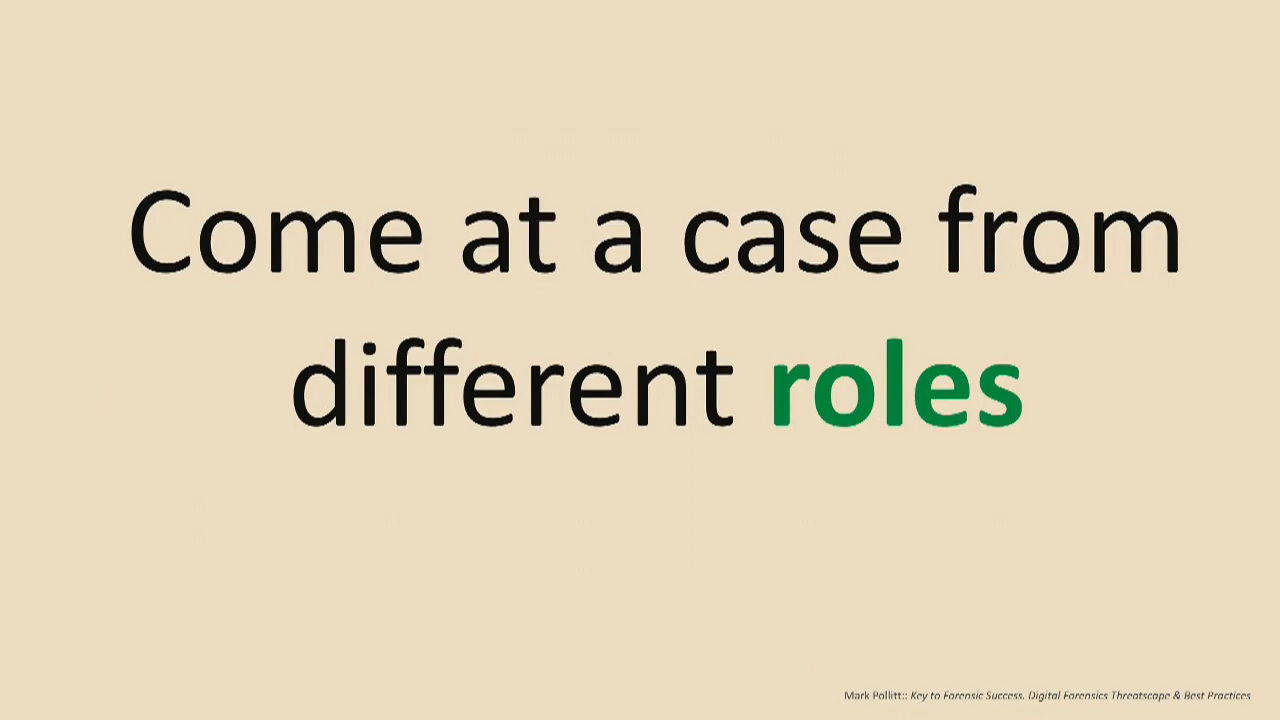 Come at a case from
different roles
Mark Pollitt:: Key to Forensic Success. Digital Forensics Threatscape & Best Practices